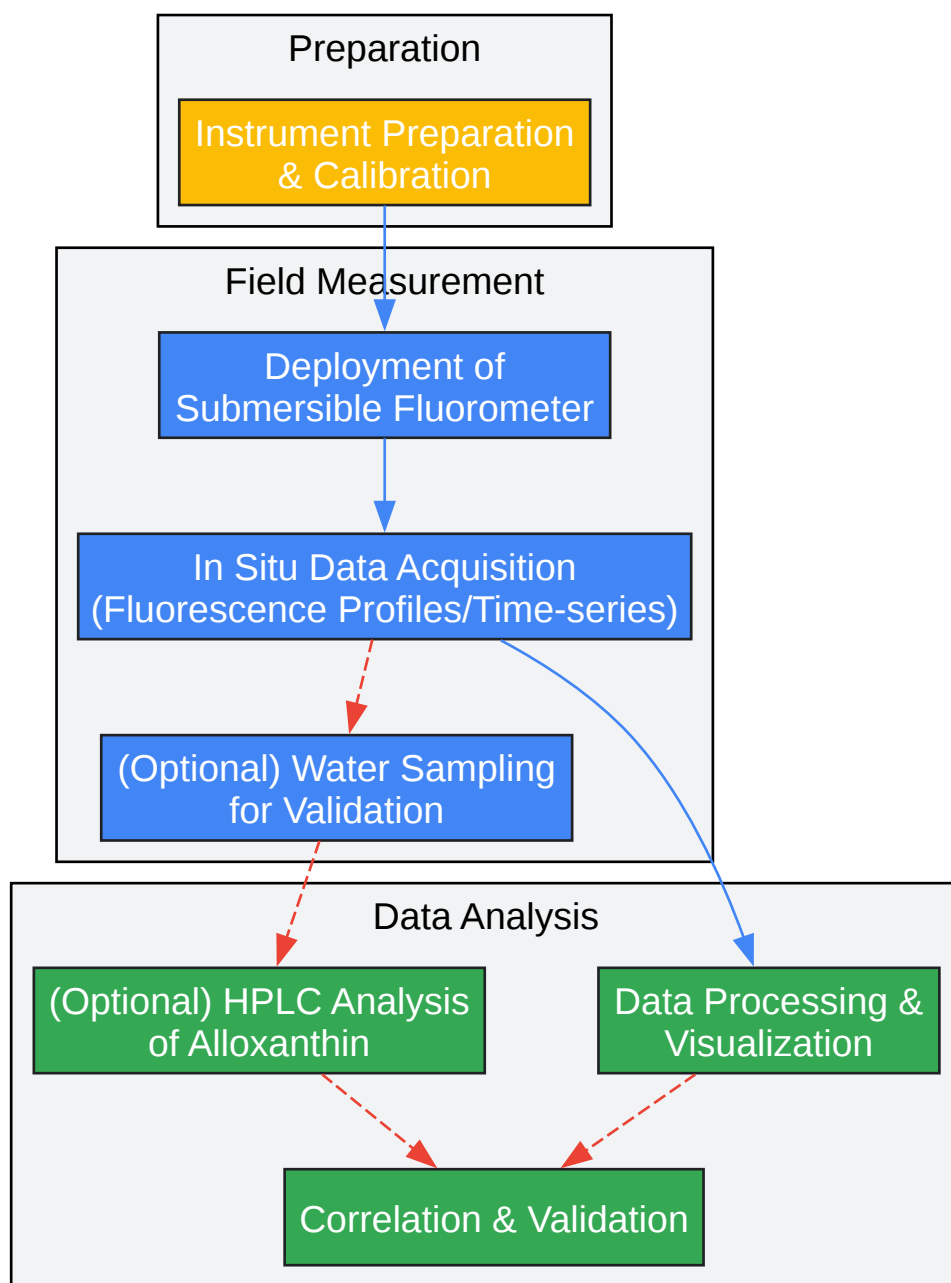 Preparation
Instrument Preparation
& Calibration
Field Measurement
Deployment of
Submersible Fluorometer
In Situ Data Acquisition
(Fluorescence Profiles/Time-series)
(Optional) Water Sampling
for Validation
Data Analysis
(Optional) HPLC Analysis
of Alloxanthin
Data Processing &
Visualization
Correlation & Validation